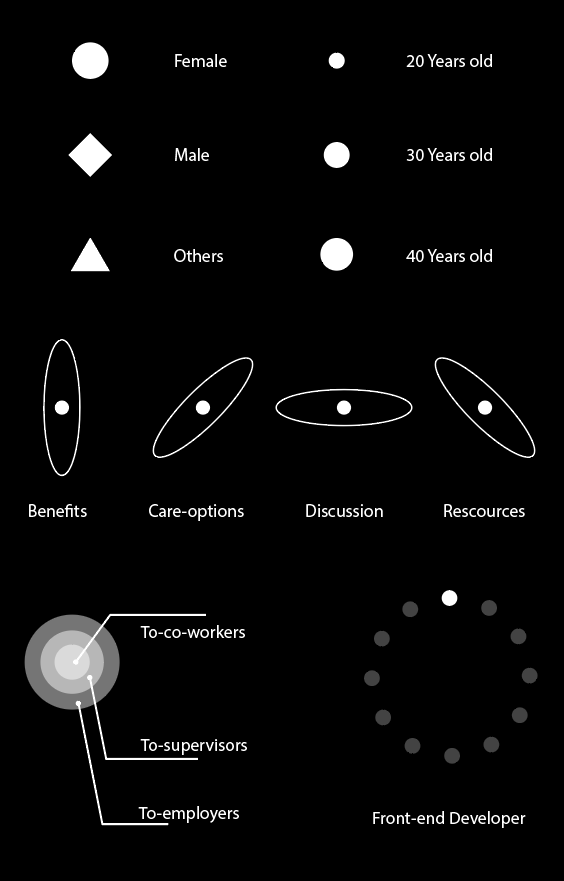 Female
20 Years old
Male
30 Years old
Others
40 Years old
Benefits
Care-options
Discussion
Rescources
To-co-workers
To-supervisors
To-employers
Front-end Developer